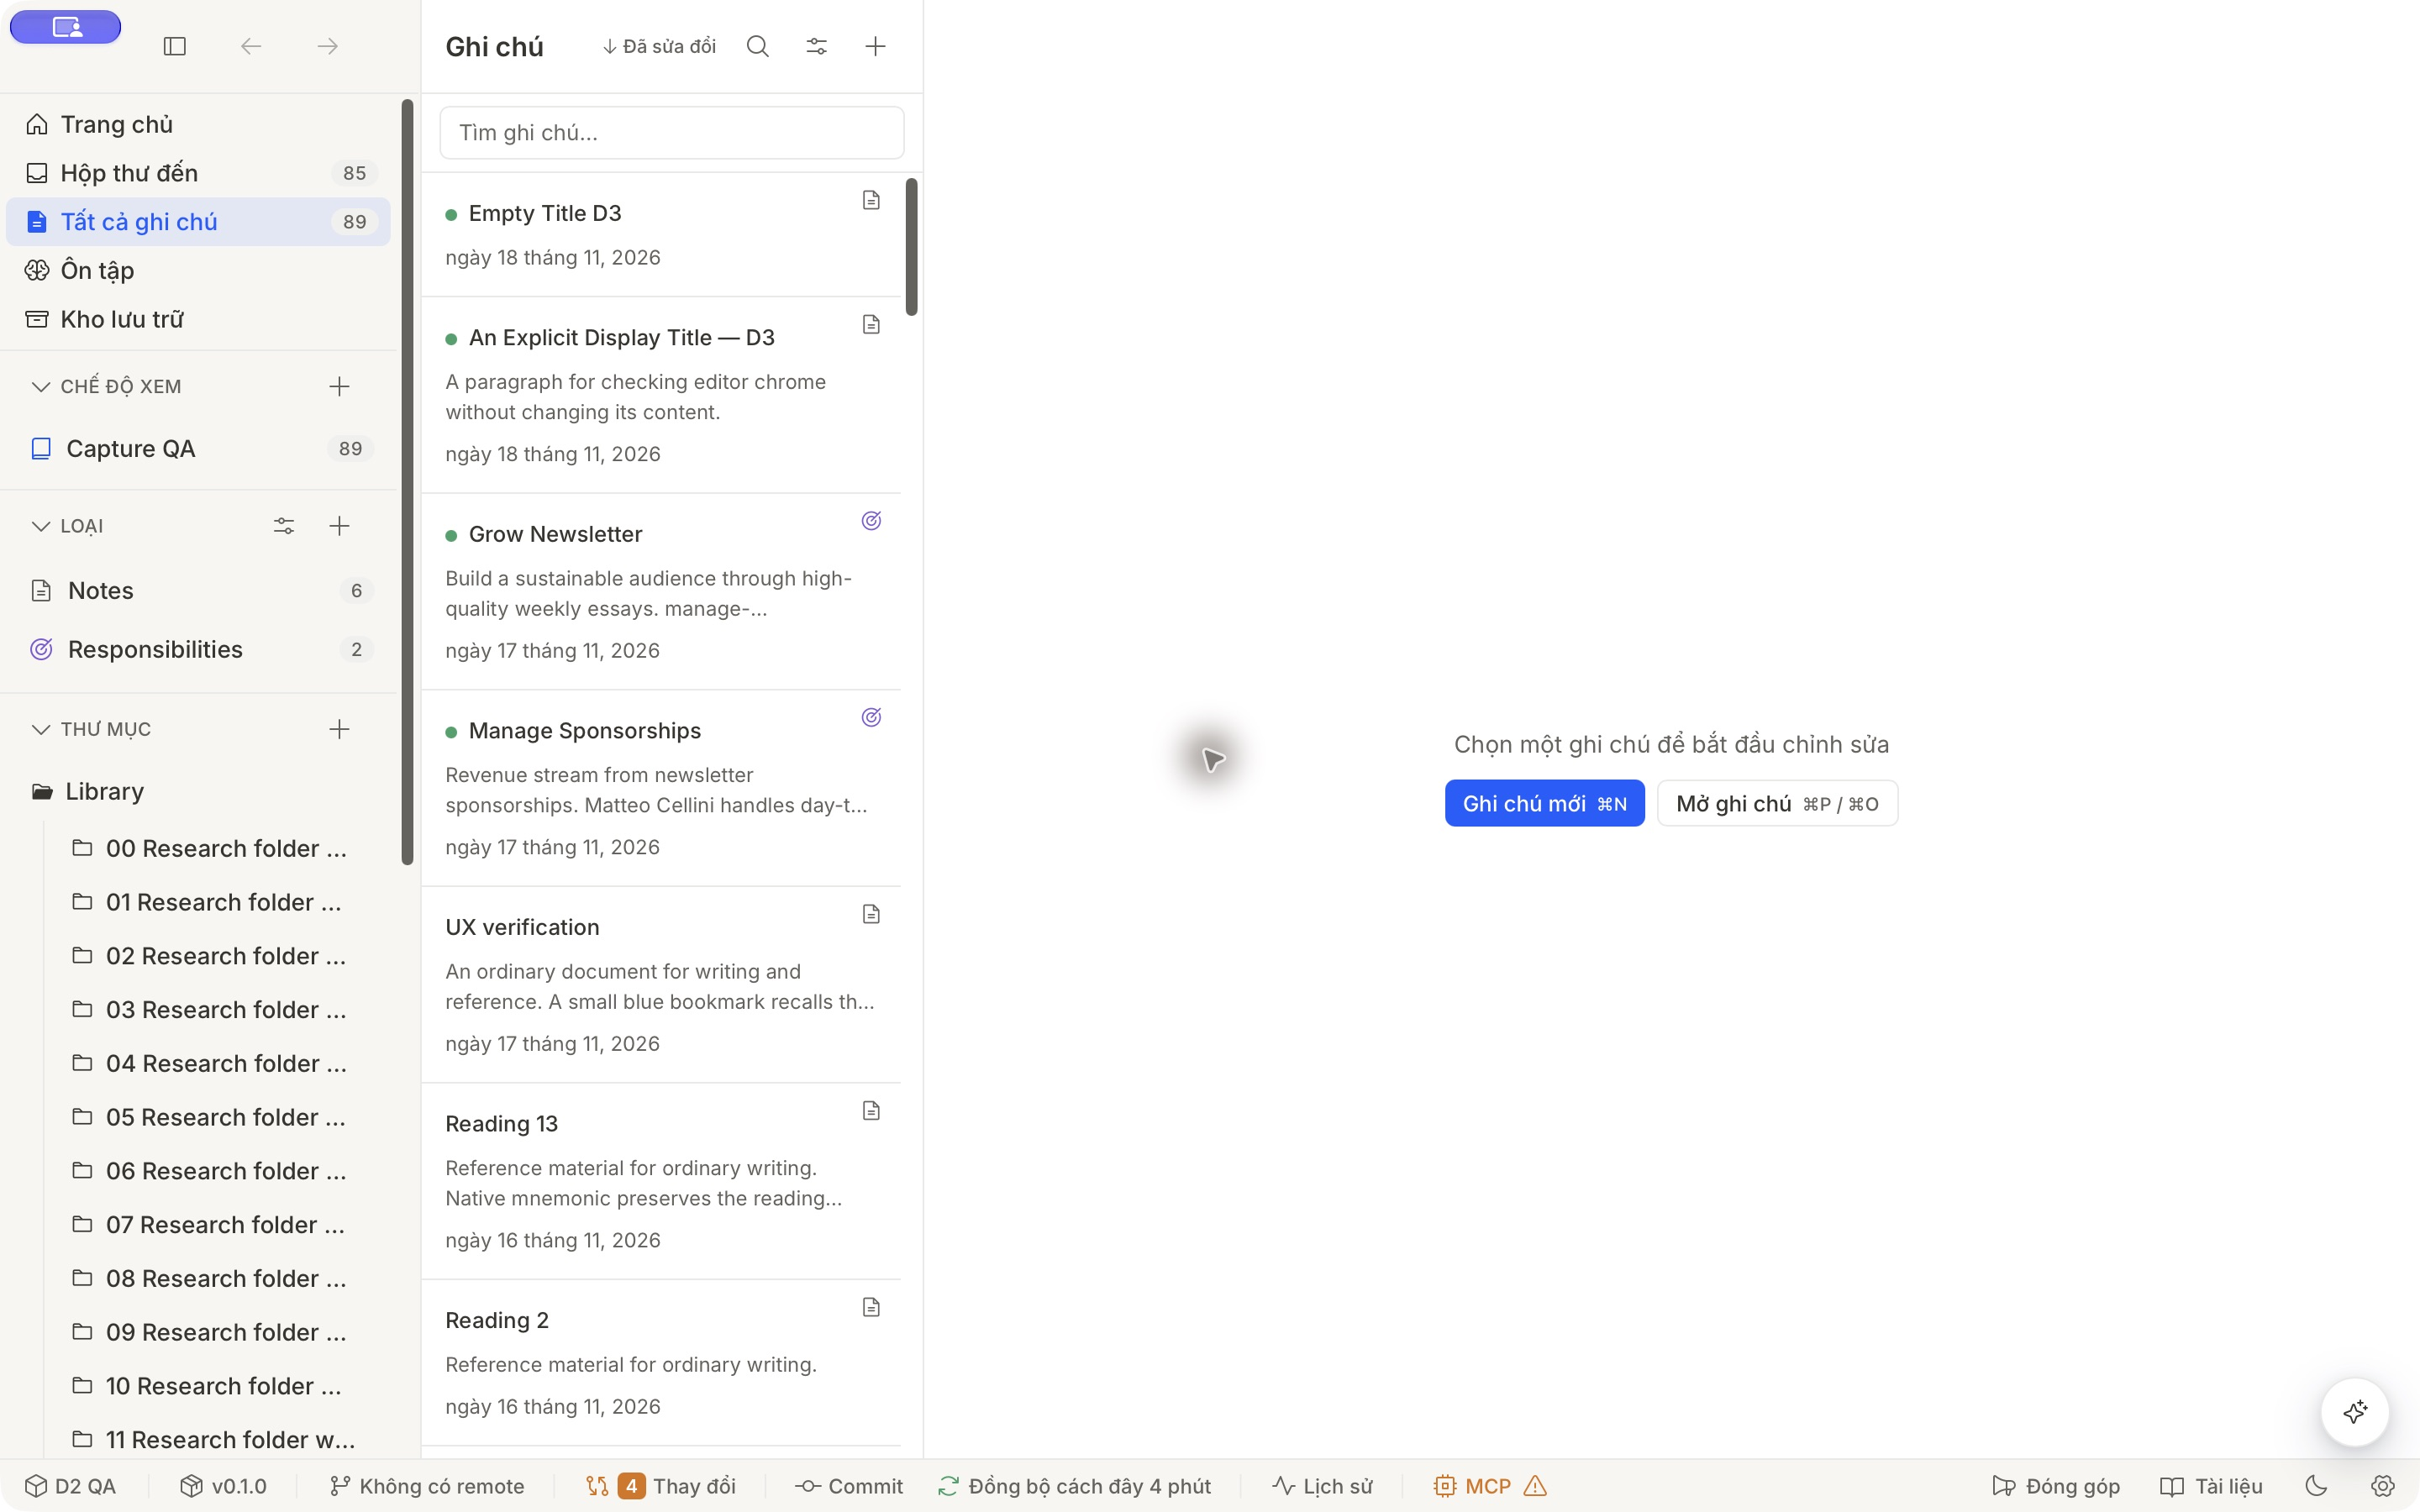 Trang chủ
Hộp thư đến 85
Tất cả ghi chú 89
Ôn tập
Kho lưu trữ
CHẾ ĐỘ XEM
Capture QA 89
LOẠI
Notes 6
Responsibilities 2
THƯ MỤC
Library
00 Research folder ...
01 Research folder ...
02 Research folder ...
03 Research folder ...
04 Research folder ...
05 Research folder ...
06 Research folder ...
07 Research folder ...
08 Research folder ...
09 Research folder ...
10 Research folder ...
11 Research folder w...
Ghi chú
Đã sửa đổi
Tìm ghi chú...
Empty Title D3
ngày 18 tháng 11, 2026
An Explicit Display Title — D3
A paragraph for checking editor chrome
without changing its content.
ngày 18 tháng 11, 2026
Grow Newsletter
Build a sustainable audience through high-
quality weekly essays. manage-...
ngày 17 tháng 11, 2026
Manage Sponsorships
Revenue stream from newsletter
sponsorships. Matteo Cellini handles day-t...
ngày 17 tháng 11, 2026
UX verification
An ordinary document for writing and
reference. A small blue bookmark recalls th...
ngày 17 tháng 11, 2026
Reading 13
Reference material for ordinary writing.
Native mnemonic preserves the reading...
ngày 16 tháng 11, 2026
Reading 2
Reference material for ordinary writing.
ngày 16 tháng 11, 2026
Chọn một ghi chú để bắt đầu chỉnh sửa
Ghi chú mới ⌘N
Mở ghi chú ⌘P / ⌘O
D2 QA
v0.1.0
Không có remote
4 Thay đổi
Commit
Đồng bộ cách đây 4 phút
Lịch sử
MCP
Đóng góp
Tài liệu